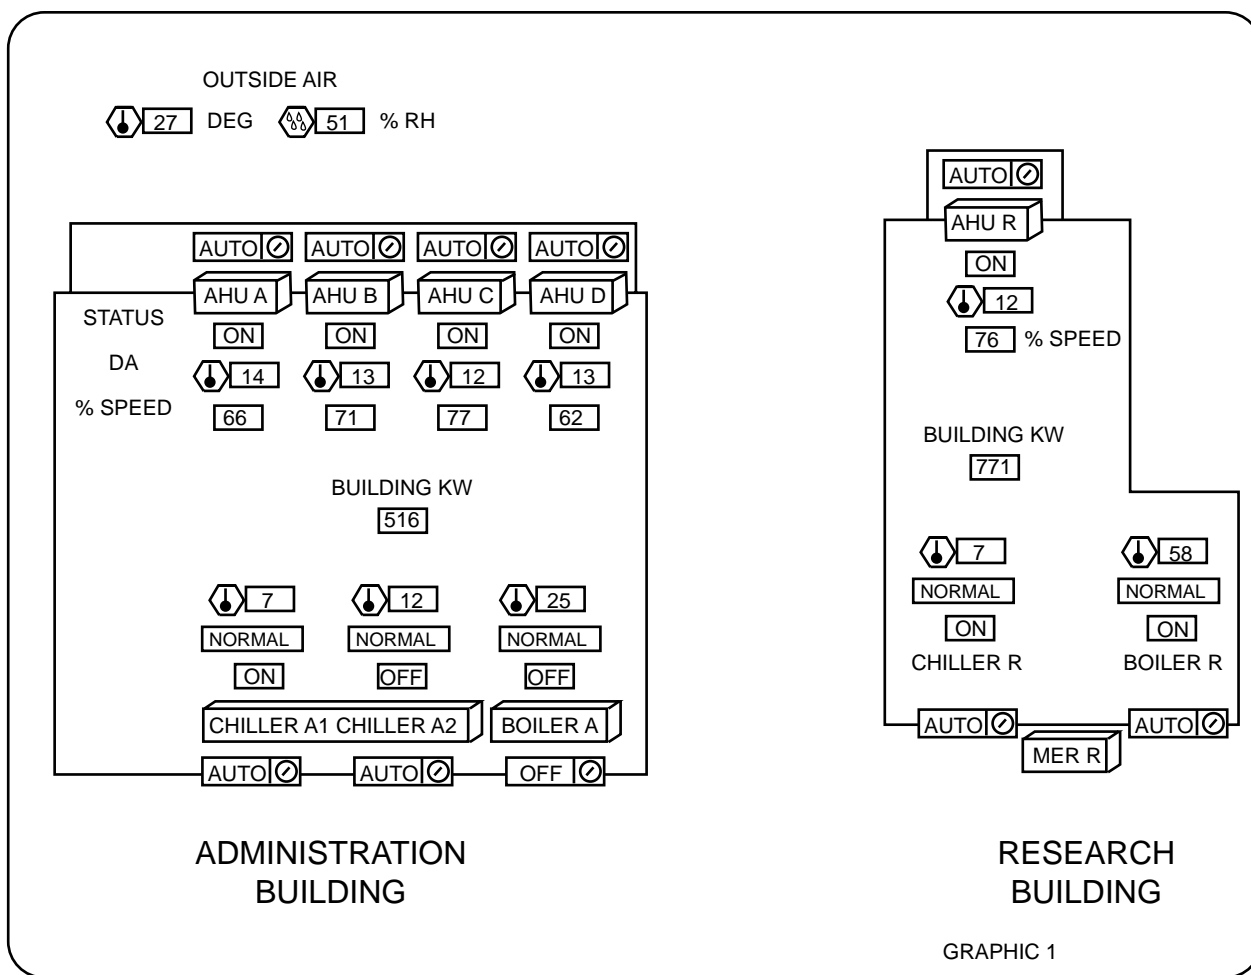 OUTSIDE AIR
27 DEG 51 % RH
AUTO AUTO AUTO AUTO
AHU A AHU B AHU C AHU D
STATUS ON ON ON ON
DA 14 13 12 13
% SPEED 66 71 77 62
BUILDING KW
516
7 12 25
NORMAL NORMAL NORMAL
ON OFF OFF
CHILLER A1 CHILLER A2 BOILER A
AUTO AUTO OFF
ADMINISTRATION
BUILDING
AUTO
AHU R
ON
12
76 % SPEED
BUILDING KW
771
7 58
NORMAL NORMAL
ON ON
CHILLER R BOILER R
AUTO AUTO
MER R
RESEARCH
BUILDING
GRAPHIC 1